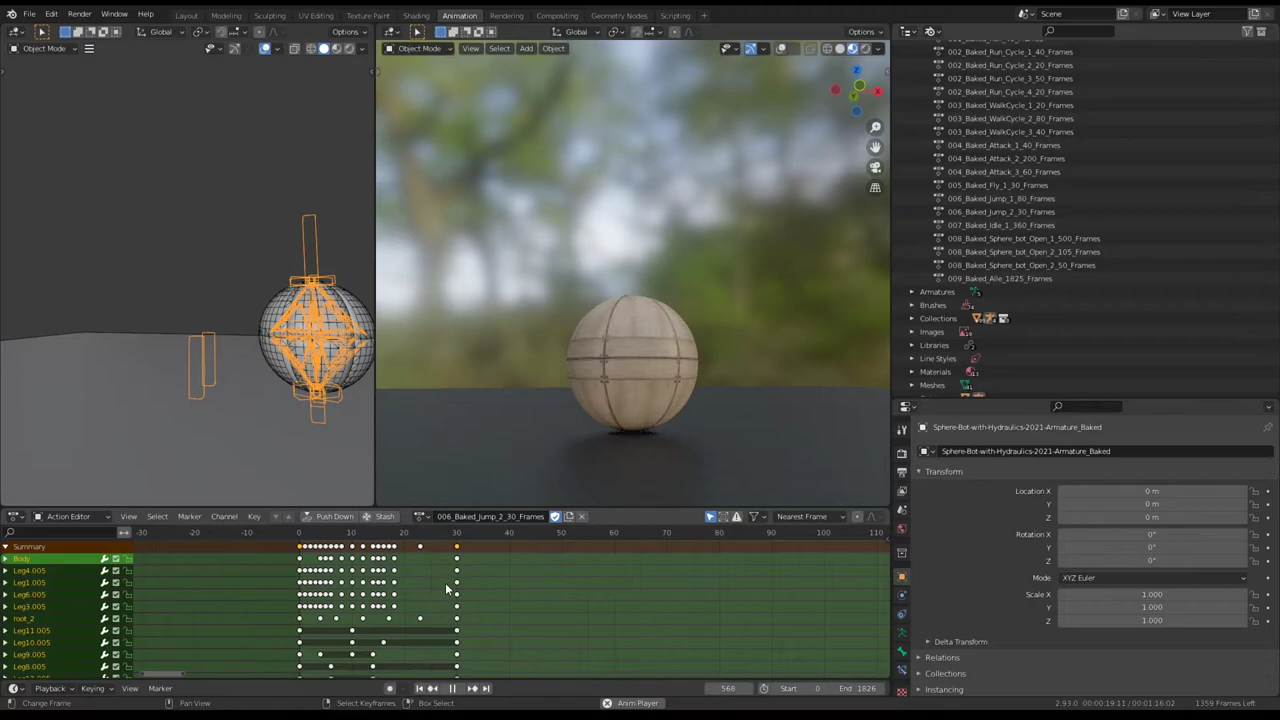 File Edit Render Window Help
Layout Modeling Sculpting UV Editing Texture Paint Shading Animation Rendering Compositing Geometry Nodes Scripting +
Scene View Layer
Global Options Global Options
Object Mode Object Mode View Select Add Object
002_Baked_Run_Cycle_1_40_Frames
002_Baked_Run_Cycle_2_20_Frames
002_Baked_Run_Cycle_3_50_Frames
002_Baked_Run_Cycle_4_20_Frames
003_Baked_WalkCycle_1_20_Frames
003_Baked_WalkCycle_2_80_Frames
003_Baked_WalkCycle_3_40_Frames
004_Baked_Attack_1_40_Frames
004_Baked_Attack_2_200_Frames
004_Baked_Attack_3_60_Frames
005_Baked_Fly_1_30_Frames
006_Baked_Jump_1_80_Frames
006_Baked_Jump_2_30_Frames
007_Baked_Idle_1_360_Frames
008_Baked_Sphere_bot_Open_1_500_Frames
008_Baked_Sphere_bot_Open_2_105_Frames
008_Baked_Sphere_bot_Open_2_50_Frames
009_Baked_Alle_1825_Frames
Armatures
Brushes
Collections
Images
Libraries
Line Styles
Materials
Meshes
Sphere-Bot-with-Hydraulics-2021-Armature_Baked
Sphere-Bot-with-Hydraulics-2021-Armature_Baked
Transform
Location X 0 m
Y 0 m
Z 0 m
Rotation X 0°
Y 0°
Z 0°
Mode XYZ Euler
Scale X 1.000
Y 1.000
Z 1.000
Delta Transform
Relations
Collections
Instancing
Action Editor View Select Marker Channel Key Push Down Stash 006_Baked_Jump_2_30_Frames Nearest Frame
-30 -20 -10 0 10 20 30 40 50 60 70 80 90 100 110
Summary
Body
Leg4.005
Leg1.005
Leg6.005
Leg3.005
root_2
Leg11.005
Leg10.005
Leg9.005
Leg8.005
Playback Keying View Marker 568 Start 0 End 1826
Change Frame Pan View Select Keyframes Box Select Anim Player 2.93.0 00:00:19:11 / 00:01:16:02 1359 Frames Left